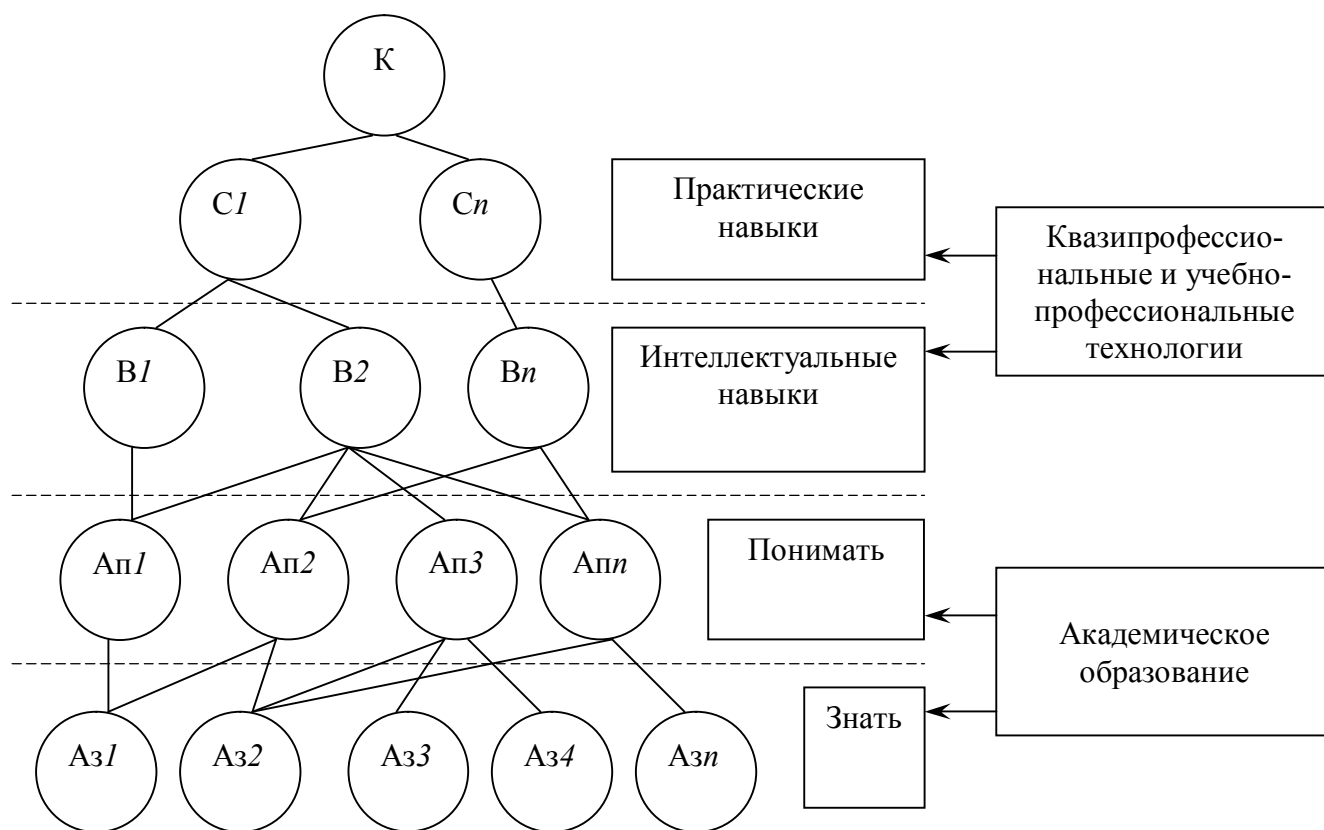 К
С1
Сn
Практические
навыки
Квазипрофессио-
нальные и учебно-
профессиональные
технологии
В1
В2
Вn
Интеллектуальные
навыки
Ап1
Ап2
Ап3
Апn
Понимать
Академическое
образование
Аз1
Аз2
Аз3
Аз4
Азn
Знать